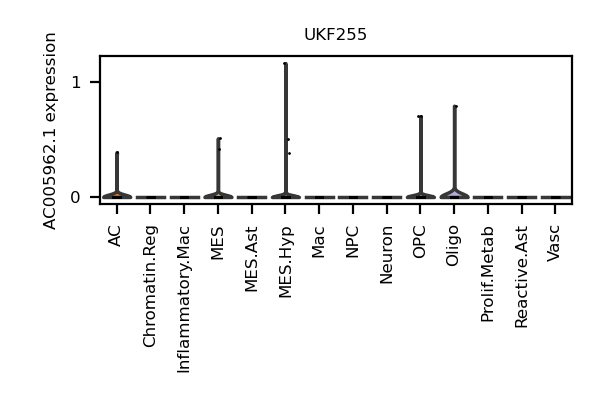 UKF255
AC005962.1 expression
1
0
AC
Chromatin.Reg
Inflammatory.Mac
MES
MES.Ast
MES.Hyp
Mac
NPC
Neuron
OPC
Oligo
Prolif.Metab
Reactive.Ast
Vasc